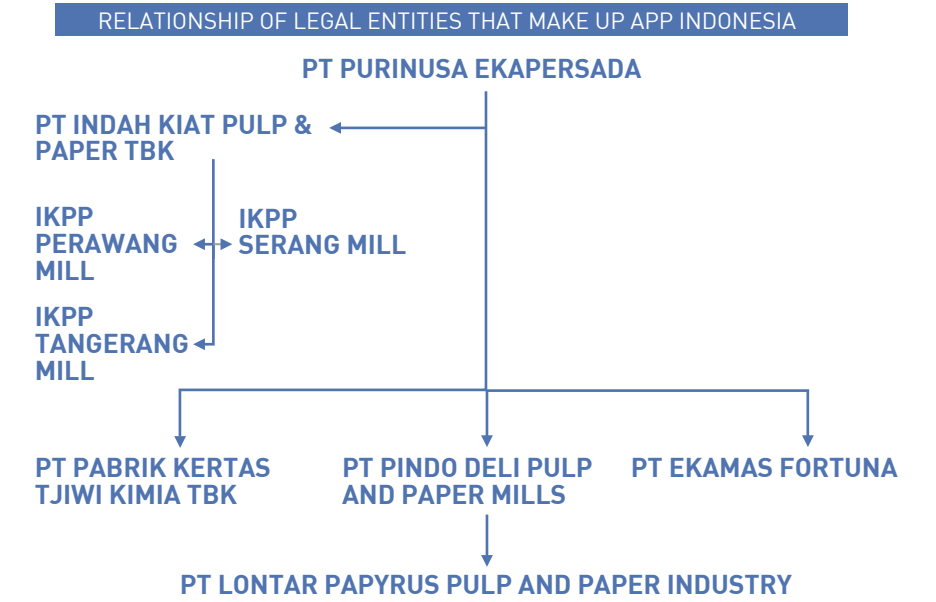 RELATIONSHIP OF LEGAL ENTITIES THAT MAKE UP APP INDONESIA
PT PURINUSA EKAPERSADA
PT INDAH KIAT PULP &
PAPER TBK
IKPP
PERAWANG
MILL
IKPP
SERANG MILL
IKPP
TANGERANG
MILL
PT PABRIK KERTAS
TJIWI KIMIA TBK
PT PINDO DELI PULP
AND PAPER MILLS
PT EKAMAS FORTUNA
PT LONTAR PAPYRUS PULP AND PAPER INDUSTRY